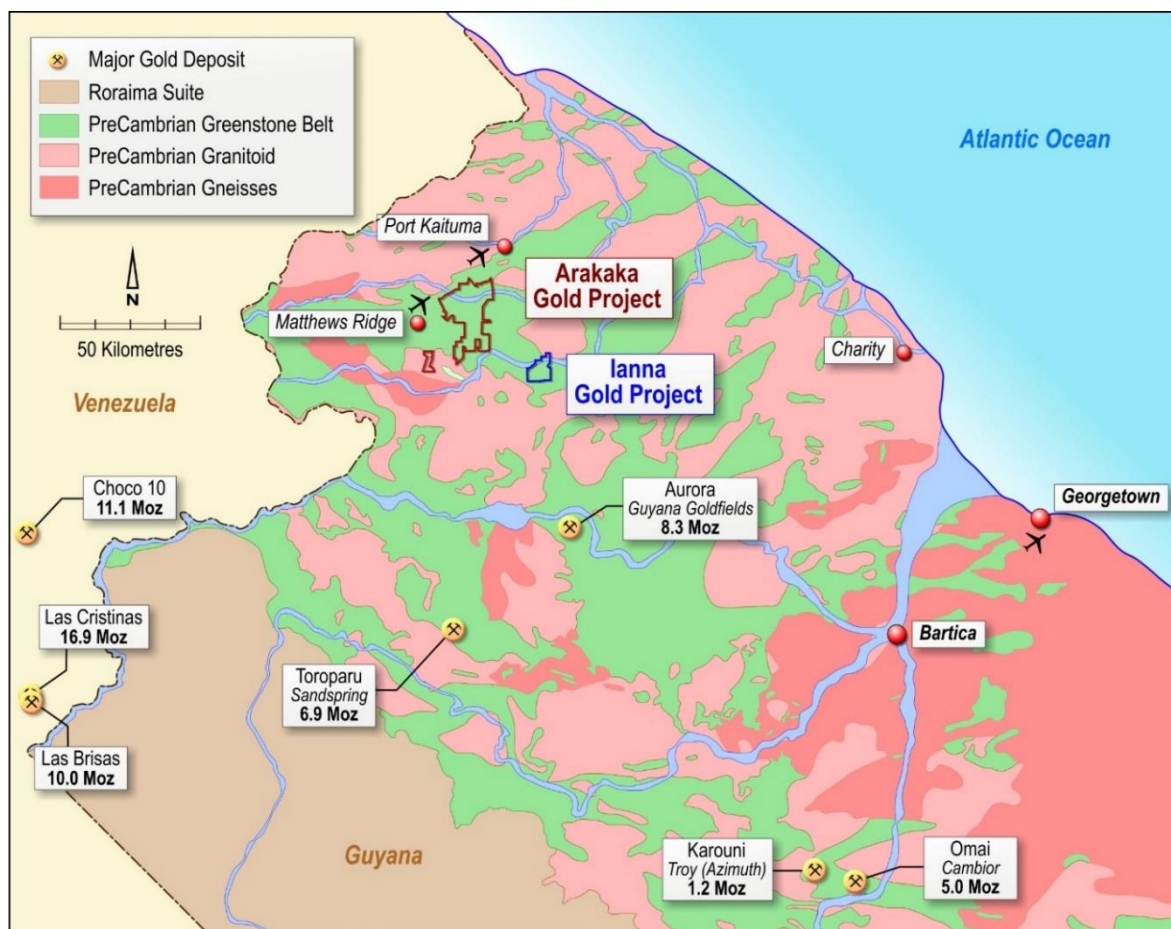 Major Gold Deposit
Roraima Suite
PreCambrian Greenstone Belt
PreCambrian Granitoid
PreCambrian Gneisses
N
50 Kilometres
Atlantic Ocean
Port Kaituma
Arakaka
Gold Project
Matthews Ridge
Ianna
Gold Project
Charity
Venezuela
Choco 10
11.1 Moz
Aurora
Guyana Goldfields
8.3 Moz
Georgetown
Las Cristinas
16.9 Moz
Bartica
Toroparu
Sandspring
6.9 Moz
Las Brisas
10.0 Moz
Guyana
Karouni
Troy (Azimuth)
1.2 Moz
Omai
Cambior
5.0 Moz